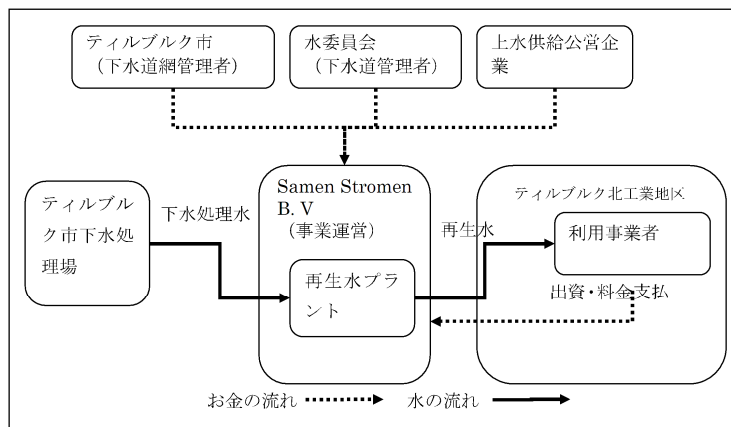 ティルブルク市
（下水道網管理者）
水委員会
（下水道管理者）
上水供給公営企
業
ティルブル
ク市下水処
理場
下水処理水
Samen Stromen
B. V
（事業運営）
再生水プラ
ント
再生水
ティルブルク北工業地区
利用事業者
出資・料金支払
お金の流れ
水の流れ